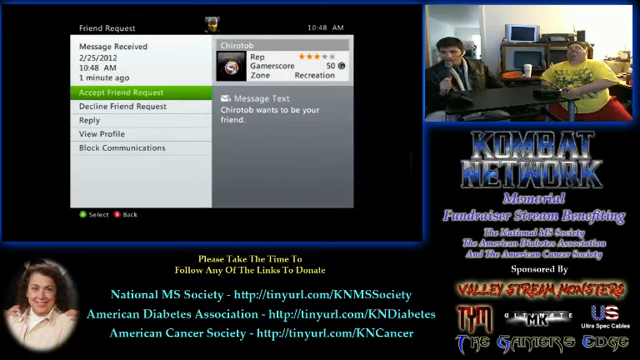 Friend Request
10:48 AM
Message Received
2/25/2012
10:48 AM
1 minute ago
Accept Friend Request
Decline Friend Request
Reply
View Profile
Block Communications
A Select B Back
Chirotob
Rep
Gamerscore 50 G
Zone Recreation
Message Text
Chirotob wants to be your
friend.
KOMBAT
NETWORK
Memorial
Fundraiser Stream Benefiting
The National MS Society
The American Diabetes Association
And The American Cancer Society
Sponsored By
VALLEY STREAM MONSTERS
TYM
ULTIMATE
MK
US
Ultra Spec Cables
THE GAMERS EDGE
Please Take The Time To
Follow Any Of The Links To Donate
National MS Society - http://tinyurl.com/KNMSSociety
American Diabetes Association - http://tinyurl.com/KNDiabetes
American Cancer Society - http://tinyurl.com/KNCancer